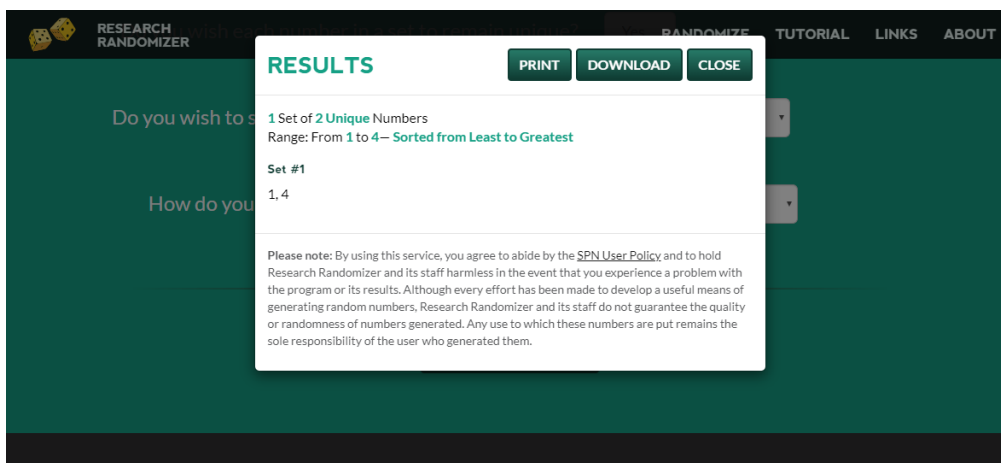 RESEARCH
RANDOMIZER
RANDOMIZE
TUTORIAL
LINKS
ABOUT
RESULTS
PRINT
DOWNLOAD
CLOSE
Do you wish to s
How do you
1 Set of 2 Unique Numbers
Range: From 1 to 4— Sorted from Least to Greatest
Set #1
1, 4
Please note: By using this service, you agree to abide by the SPN User Policy and to hold
Research Randomizer and its staff harmless in the event that you experience a problem with
the program or its results. Although every effort has been made to develop a useful means of
generating random numbers, Research Randomizer and its staff do not guarantee the quality
or randomness of numbers generated. Any use to which these numbers are put remains the
sole responsibility of the user who generated them.